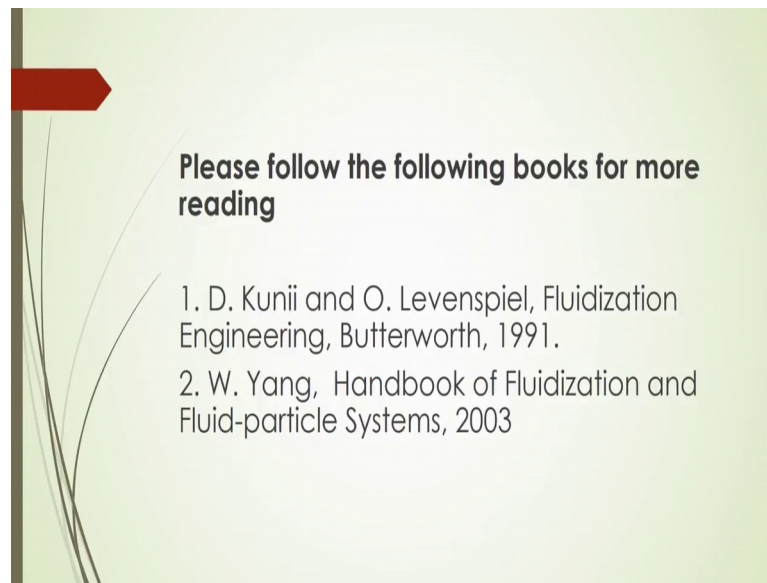 Please follow the following books for more
reading
1. D. Kunii and O. Levenspiel, Fluidization
Engineering, Butterworth, 1991.
2. W. Yang, Handbook of Fluidization and
Fluid-particle Systems, 2003